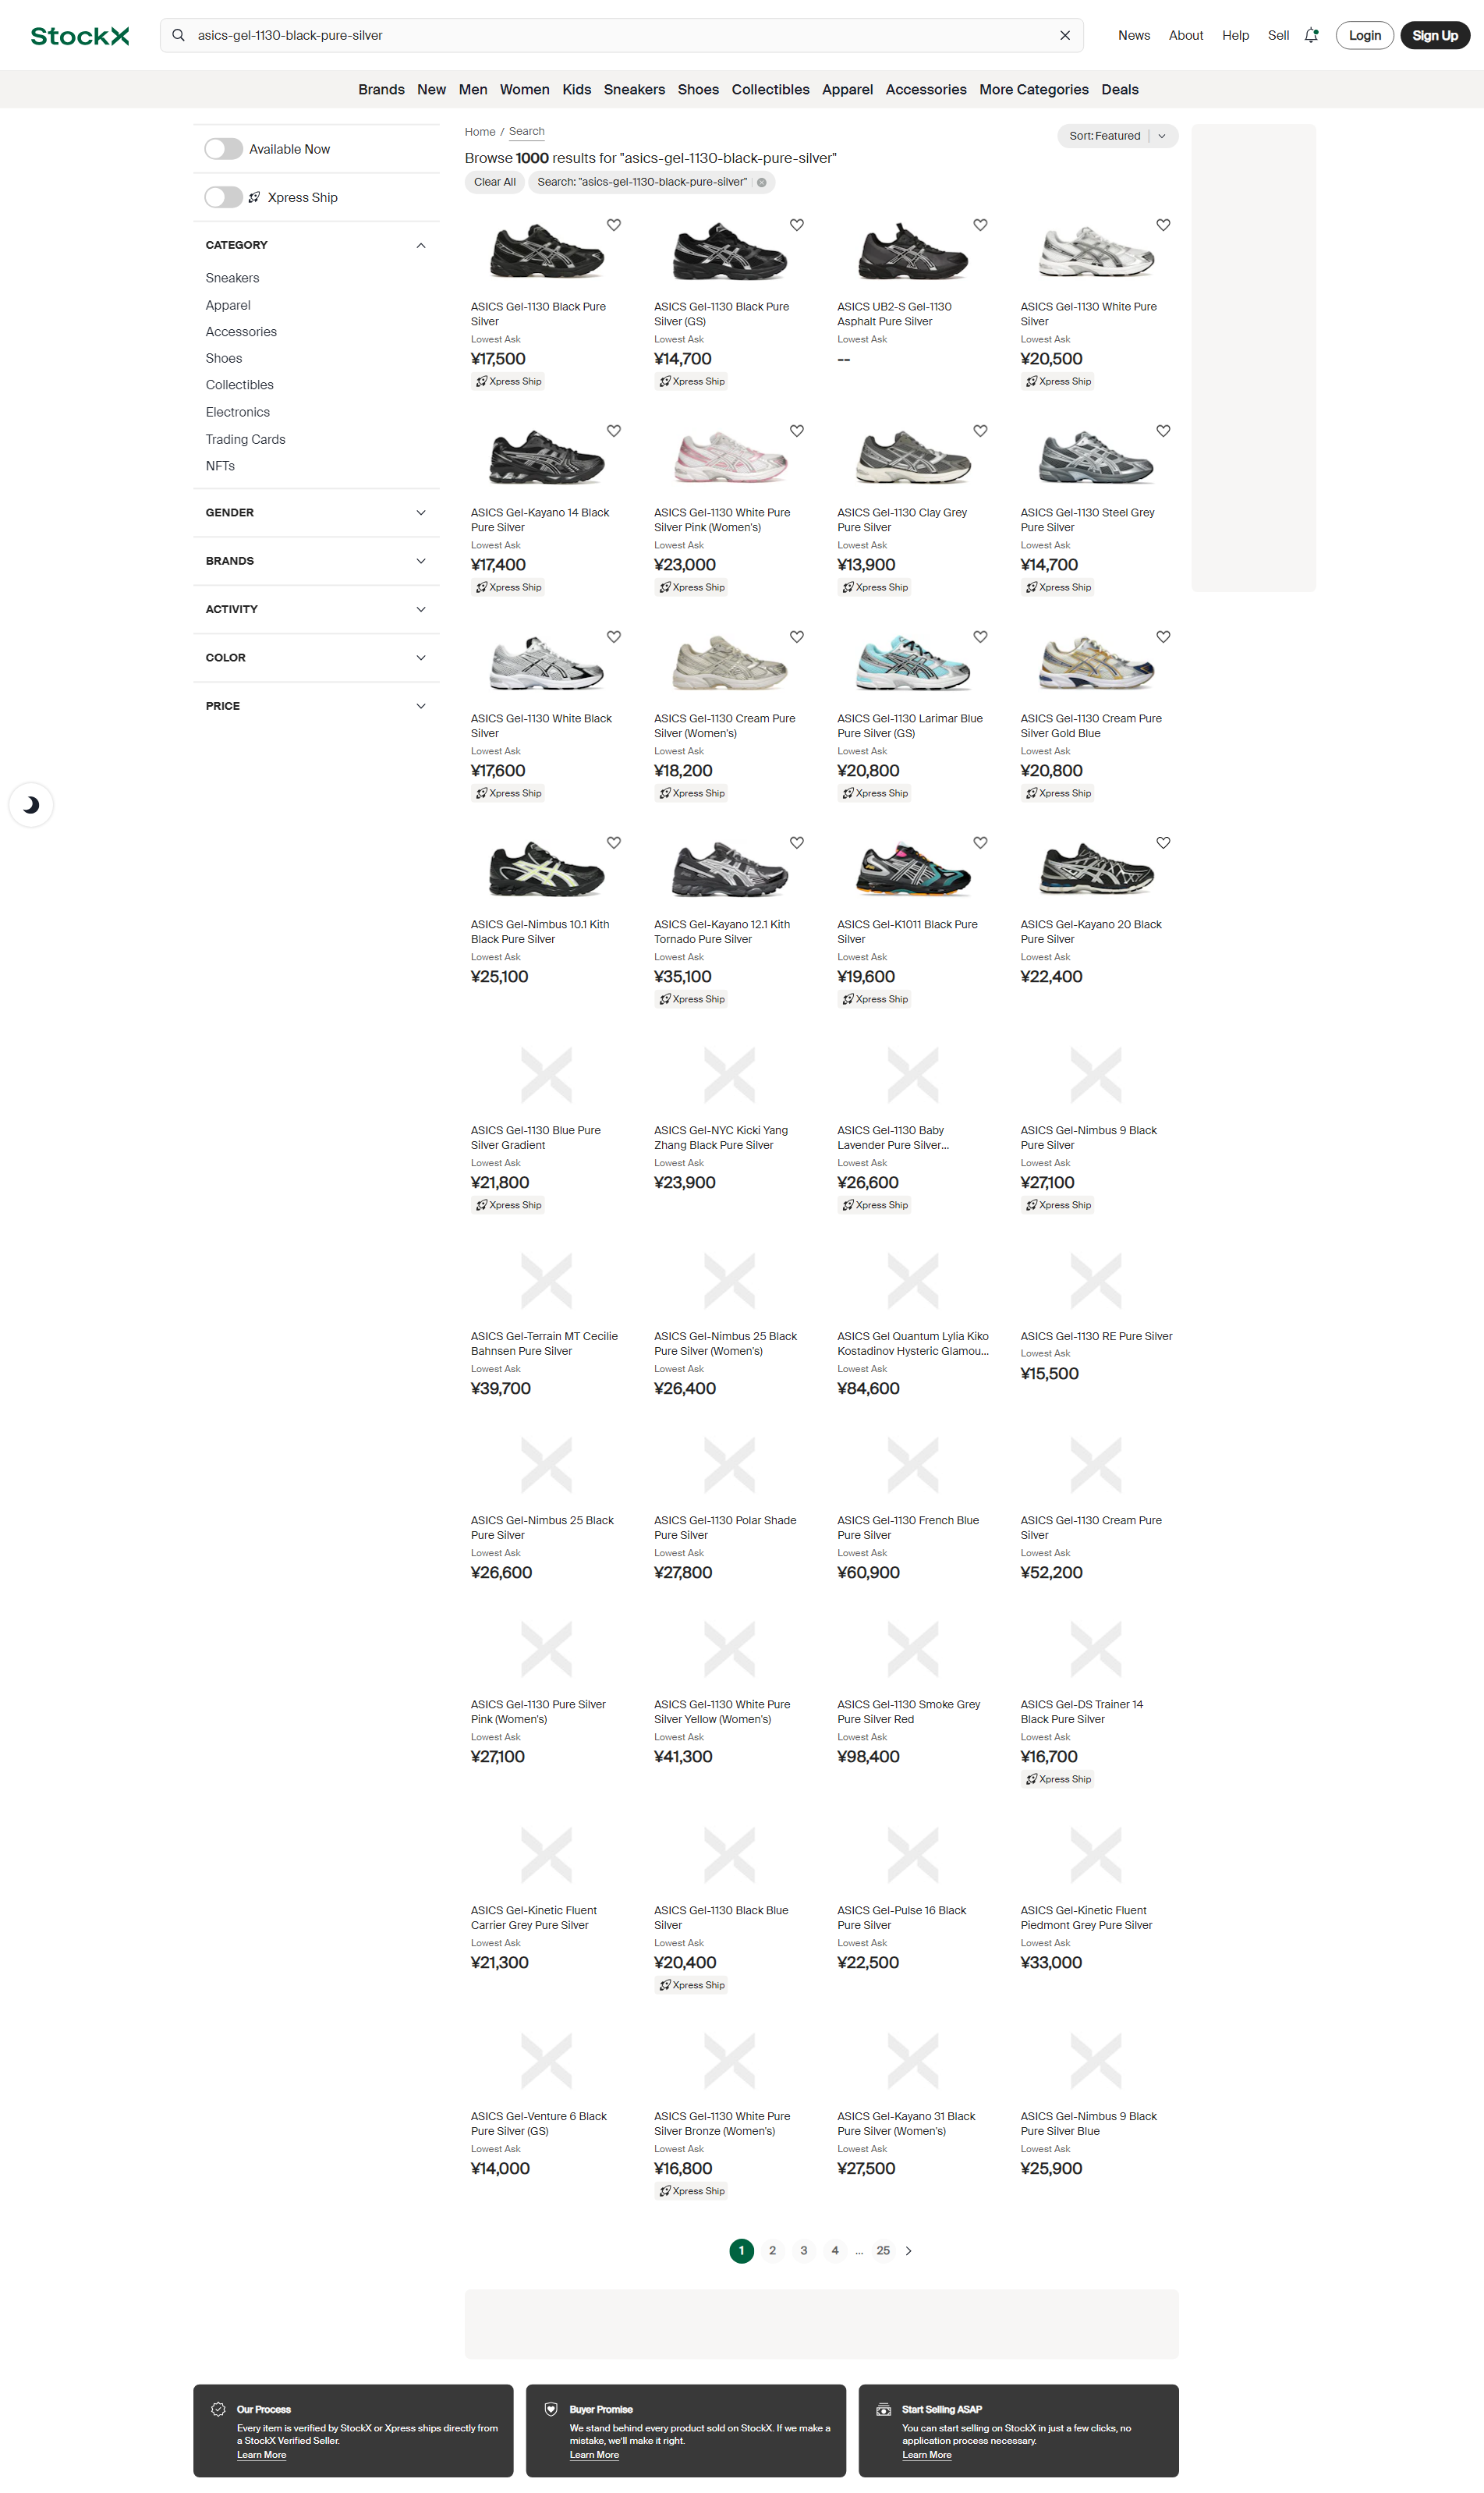 StockX
asics-gel-1130-black-pure-silver
News About Help Sell Login Sign Up
Brands New Men Women Kids Sneakers Shoes Collectibles Apparel Accessories More Categories Deals
Available Now
Xpress Ship
CATEGORY
Sneakers
Apparel
Accessories
Shoes
Collectibles
Electronics
Trading Cards
NFTs
GENDER
BRANDS
ACTIVITY
COLOR
PRICE
Home / Search
Sort: Featured
Browse 1000 results for "asics-gel-1130-black-pure-silver"
Clear All
Search: "asics-gel-1130-black-pure-silver"
ASICS Gel-1130 Black Pure
Silver
Lowest Ask
¥17,500
Xpress Ship
ASICS Gel-1130 Black Pure
Silver (GS)
Lowest Ask
¥14,700
Xpress Ship
ASICS UB2-S Gel-1130
Asphalt Pure Silver
Lowest Ask
--
ASICS Gel-1130 White Pure
Silver
Lowest Ask
¥20,500
Xpress Ship
ASICS Gel-Kayano 14 Black
Pure Silver
Lowest Ask
¥17,400
Xpress Ship
ASICS Gel-1130 White Pure
Silver Pink (Women's)
Lowest Ask
¥23,000
Xpress Ship
ASICS Gel-1130 Clay Grey
Pure Silver
Lowest Ask
¥13,900
Xpress Ship
ASICS Gel-1130 Steel Grey
Pure Silver
Lowest Ask
¥14,700
Xpress Ship
ASICS Gel-1130 White Black
Silver
Lowest Ask
¥17,600
Xpress Ship
ASICS Gel-1130 Cream Pure
Silver (Women's)
Lowest Ask
¥18,200
Xpress Ship
ASICS Gel-1130 Larimar Blue
Pure Silver (GS)
Lowest Ask
¥20,800
Xpress Ship
ASICS Gel-1130 Cream Pure
Silver Gold Blue
Lowest Ask
¥20,800
Xpress Ship
ASICS Gel-Nimbus 10.1 Kith
Black Pure Silver
Lowest Ask
¥25,100
ASICS Gel-Kayano 12.1 Kith
Tornado Pure Silver
Lowest Ask
¥35,100
Xpress Ship
ASICS Gel-K1011 Black Pure
Silver
Lowest Ask
¥19,600
Xpress Ship
ASICS Gel-Kayano 20 Black
Pure Silver
Lowest Ask
¥22,400
ASICS Gel-1130 Blue Pure
Silver Gradient
Lowest Ask
¥21,800
Xpress Ship
ASICS Gel-NYC Kicki Yang
Zhang Black Pure Silver
Lowest Ask
¥23,900
ASICS Gel-1130 Baby
Lavender Pure Silver...
Lowest Ask
¥26,600
Xpress Ship
ASICS Gel-Nimbus 9 Black
Pure Silver
Lowest Ask
¥27,100
Xpress Ship
ASICS Gel-Terrain MT Cecilie
Bahnsen Pure Silver
Lowest Ask
¥39,700
ASICS Gel-Nimbus 25 Black
Pure Silver (Women's)
Lowest Ask
¥26,400
ASICS Gel Quantum Lylia Kiko
Kostadinov Hysteric Glamou...
Lowest Ask
¥84,600
ASICS Gel-1130 RE Pure Silver
Lowest Ask
¥15,500
ASICS Gel-Nimbus 25 Black
Pure Silver
Lowest Ask
¥26,600
ASICS Gel-1130 Polar Shade
Pure Silver
Lowest Ask
¥27,800
ASICS Gel-1130 French Blue
Pure Silver
Lowest Ask
¥60,900
ASICS Gel-1130 Cream Pure
Silver
Lowest Ask
¥52,200
ASICS Gel-1130 Pure Silver
Pink (Women's)
Lowest Ask
¥27,100
ASICS Gel-1130 White Pure
Silver Yellow (Women's)
Lowest Ask
¥41,300
ASICS Gel-1130 Smoke Grey
Pure Silver Red
Lowest Ask
¥98,400
ASICS Gel-DS Trainer 14
Black Pure Silver
Lowest Ask
¥16,700
Xpress Ship
ASICS Gel-Kinetic Fluent
Carrier Grey Pure Silver
Lowest Ask
¥21,300
ASICS Gel-1130 Black Blue
Silver
Lowest Ask
¥20,400
Xpress Ship
ASICS Gel-Pulse 16 Black
Pure Silver
Lowest Ask
¥22,500
ASICS Gel-Kinetic Fluent
Piedmont Grey Pure Silver
Lowest Ask
¥33,000
ASICS Gel-Venture 6 Black
Pure Silver (GS)
Lowest Ask
¥14,000
ASICS Gel-1130 White Pure
Silver Bronze (Women's)
Lowest Ask
¥16,800
Xpress Ship
ASICS Gel-Kayano 31 Black
Pure Silver (Women's)
Lowest Ask
¥27,500
ASICS Gel-Nimbus 9 Black
Pure Silver Blue
Lowest Ask
¥25,900
1 2 3 4 ... 25
Our Process
Every item is verified by StockX or Xpress ships directly from
a StockX Verified Seller.
Learn More
Buyer Promise
We stand behind every product sold on StockX. If we make a
mistake, we'll make it right.
Learn More
Start Selling ASAP
You can start selling on StockX in just a few clicks, no
application process necessary.
Learn More